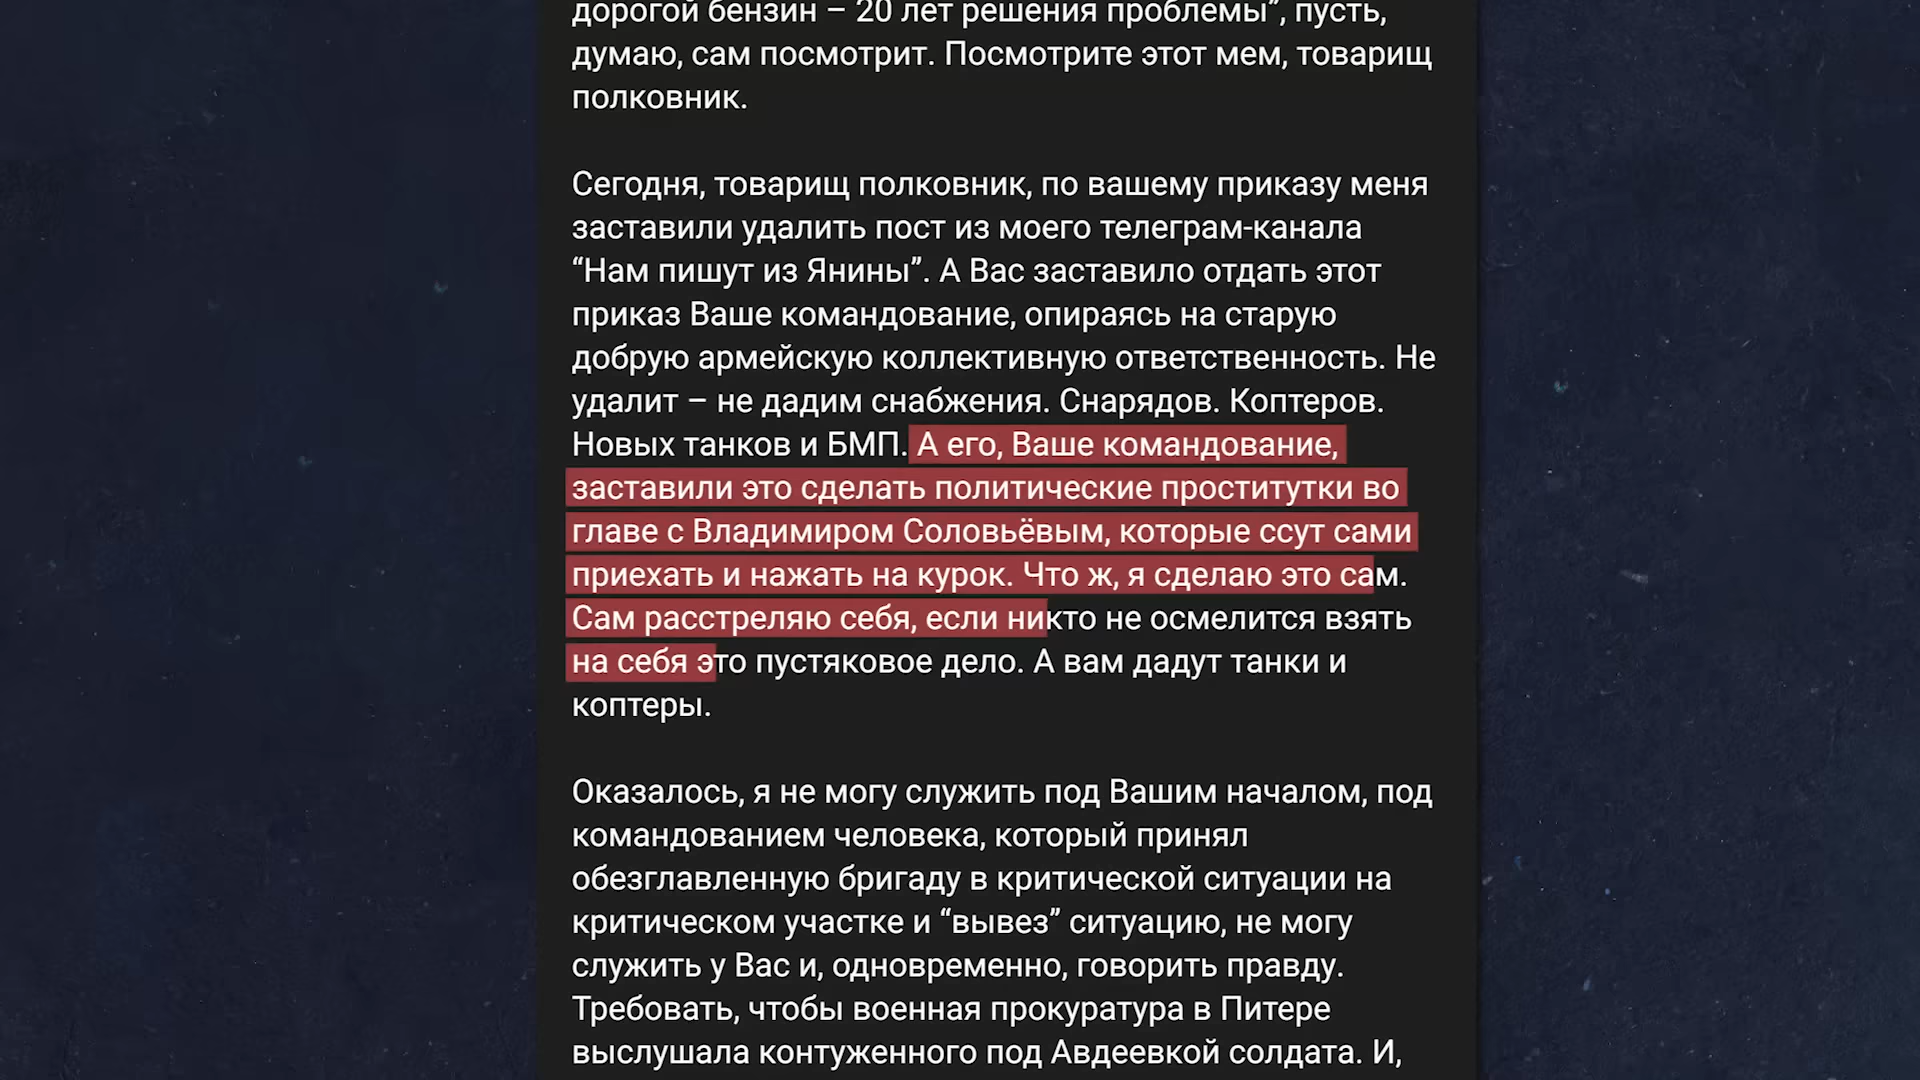 дорогой бензин – 20 лет решения проблемы”, пусть,
думаю, сам посмотрит. Посмотрите этот мем, товарищ
полковник.
Сегодня, товарищ полковник, по вашему приказу меня
заставили удалить пост из моего телеграм-канала
“Нам пишут из Янины”. А Вас заставило отдать этот
приказ Ваше командование, опираясь на старую
добрую армейскую коллективную ответственность. Не
удалит – не дадим снабжения. Снарядов. Коптеров.
Новых танков и БМП. А его, Ваше командование,
заставили это сделать политические проститутки во
главе с Владимиром Соловьёвым, которые ссут сами
приехать и нажать на курок. Что ж, я сделаю это сам.
Сам расстреляю себя, если никто не осмелится взять
на себя это пустяковое дело. А вам дадут танки и
коптеры.
Оказалось, я не могу служить под Вашим началом, под
командованием человека, который принял
обезглавленную бригаду в критической ситуации на
критическом участке и “вывез” ситуацию, не могу
служить у Вас и, одновременно, говорить правду.
Требовать, чтобы военная прокуратура в Питере
выслушала контуженного под Авдеевкой солдата. И,